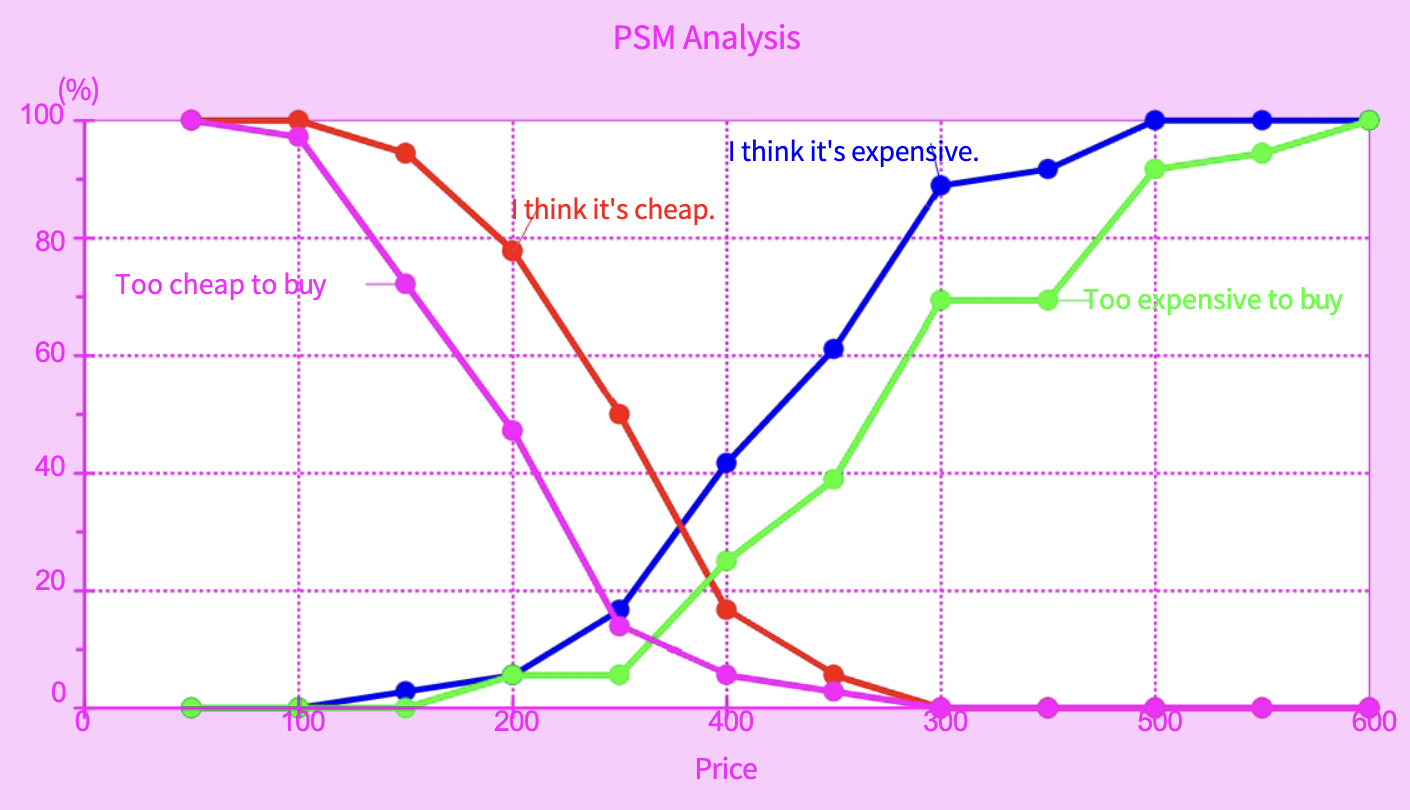 PSM Analysis
(%)
100
I think it's expensive.
I think it's cheap.
80
Too cheap to buy
Too expensive to buy
60
40
20
0
0 100 200 400 300 500 600
Price